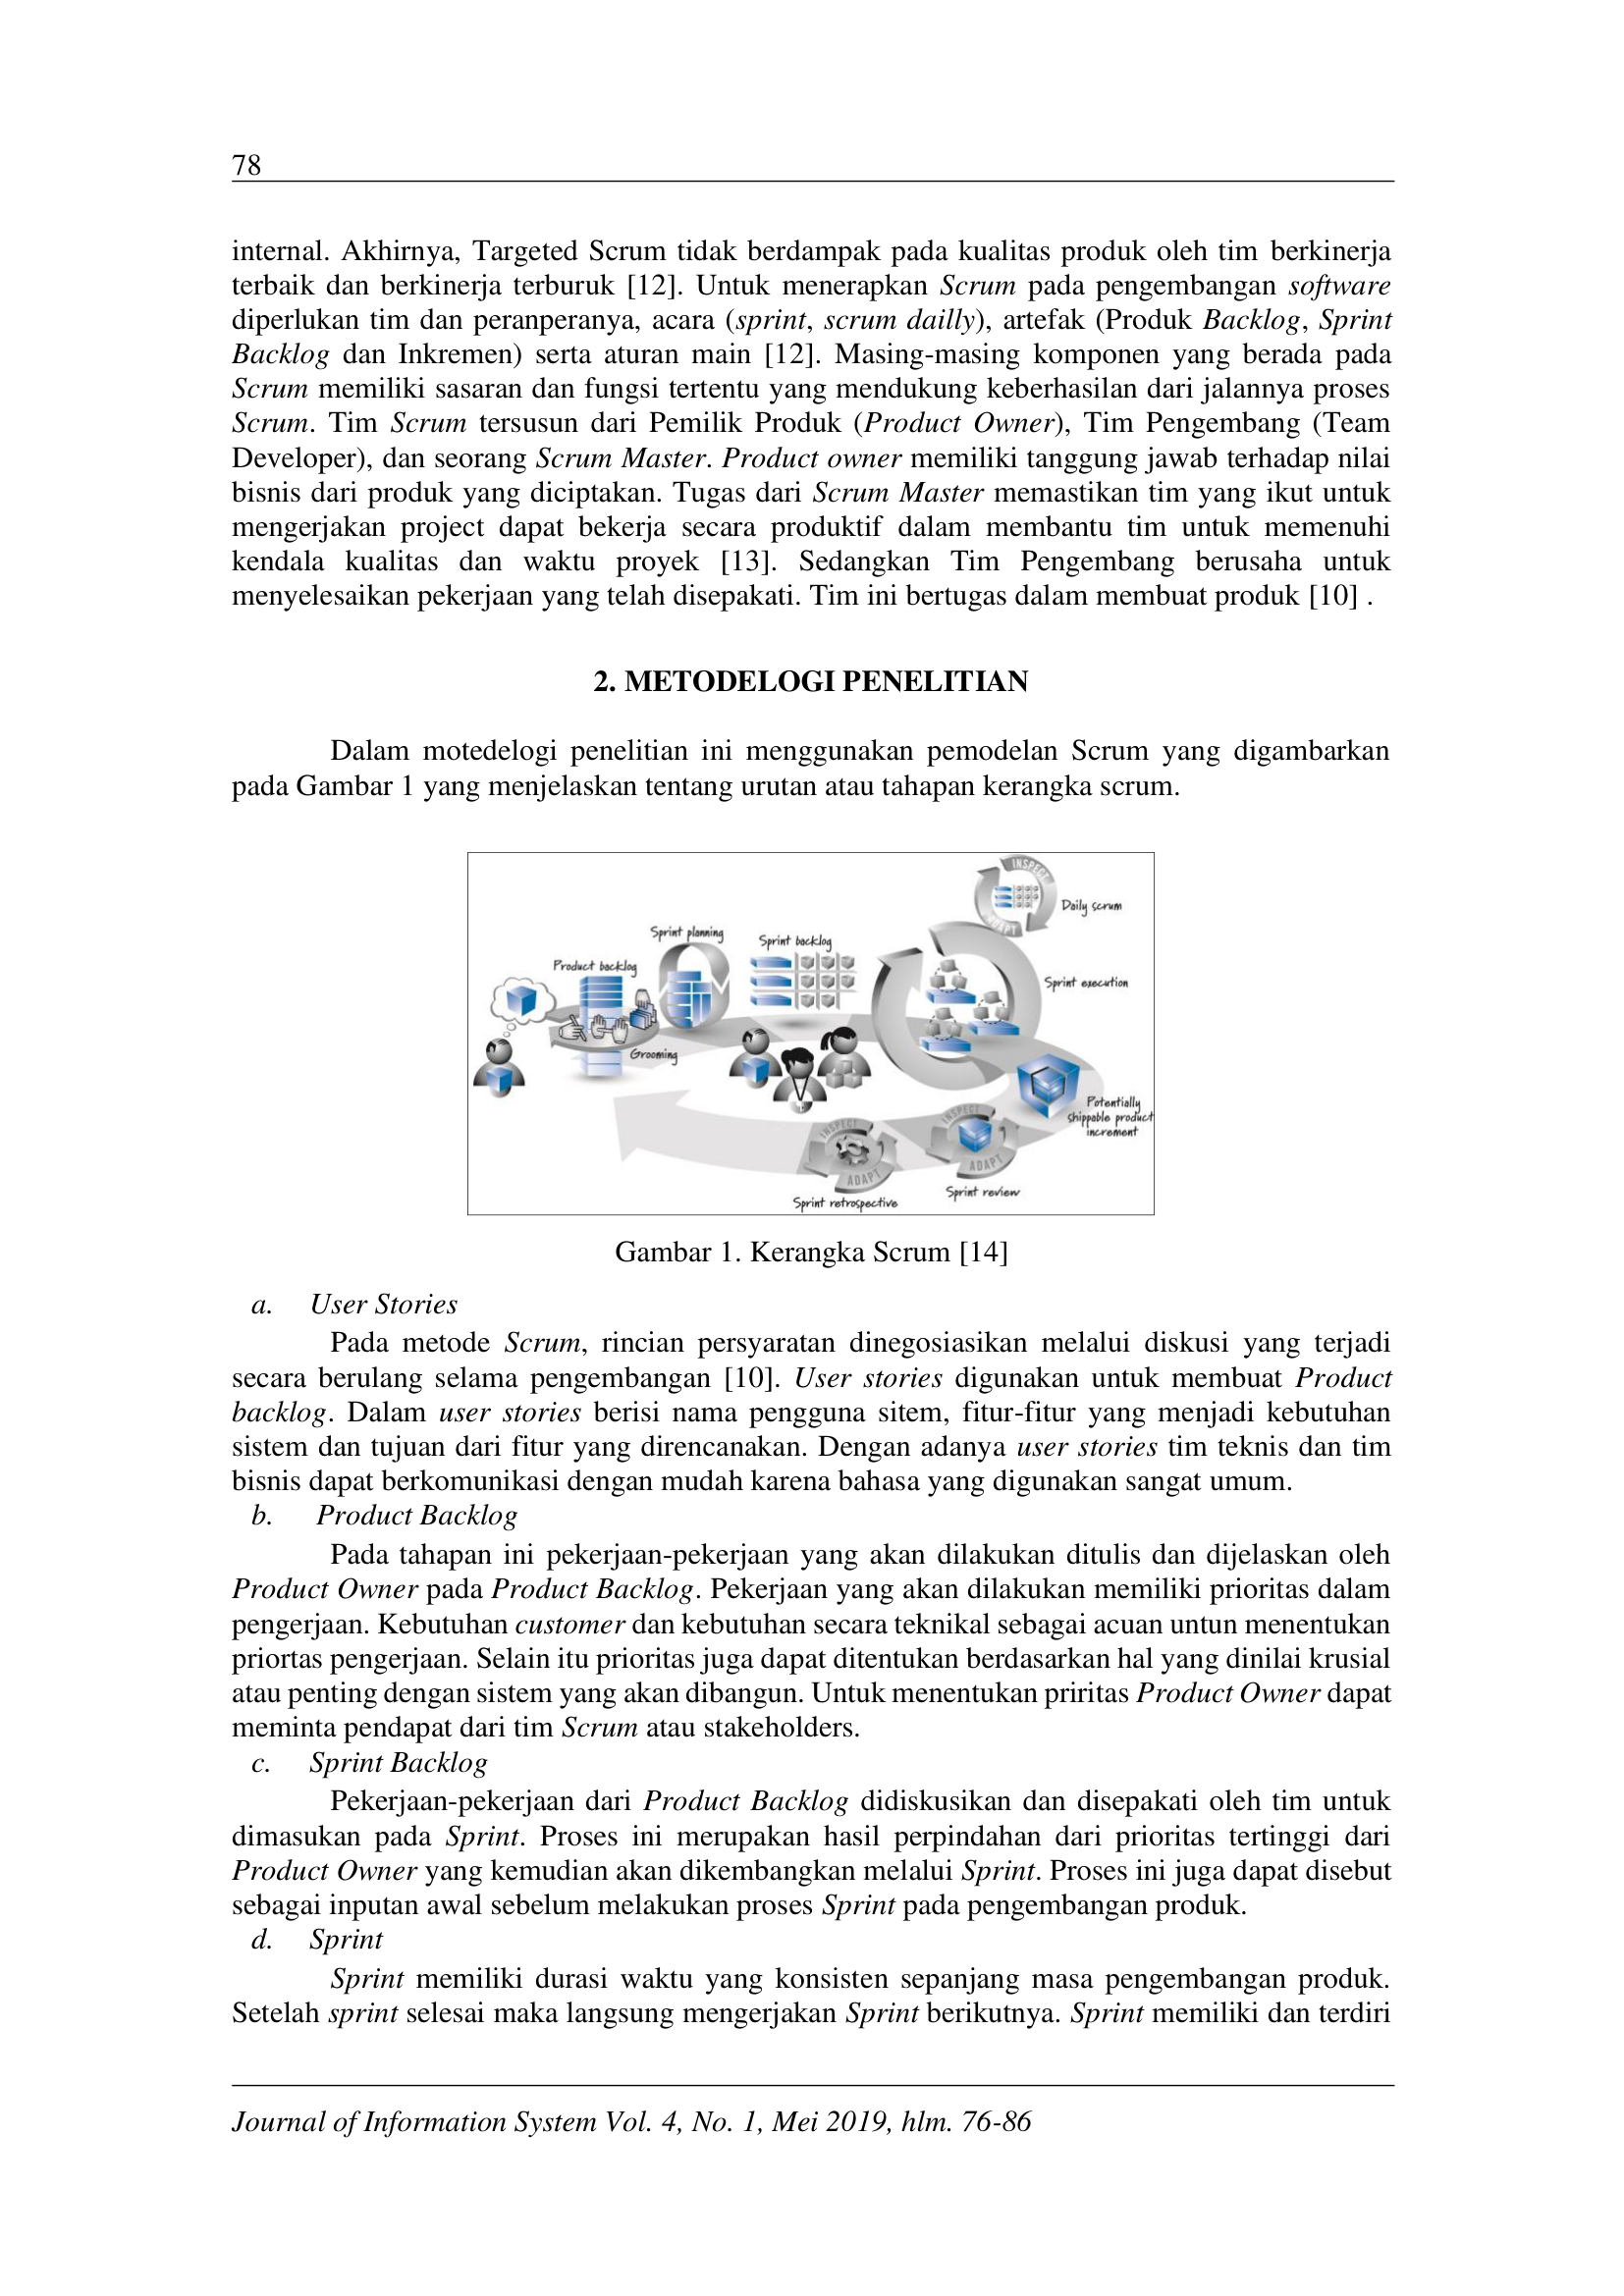 78
internal. Akhirnya, Targeted Scrum tidak berdampak pada kualitas produk oleh tim berkinerja
terbaik dan berkinerja terburuk [12]. Untuk menerapkan Scrum pada pengembangan software
diperlukan tim dan peranperanya, acara (sprint, scrum dailly), artefak (Produk Backlog, Sprint
Backlog dan Inkremen) serta aturan main [12]. Masing-masing komponen yang berada pada
Scrum memiliki sasaran dan fungsi tertentu yang mendukung keberhasilan dari jalannya proses
Scrum. Tim Scrum tersusun dari Pemilik Produk (Product Owner), Tim Pengembang (Team
Developer), dan seorang Scrum Master. Product owner memiliki tanggung jawab terhadap nilai
bisnis dari produk yang diciptakan. Tugas dari Scrum Master memastikan tim yang ikut untuk
mengerjakan project dapat bekerja secara produktif dalam membantu tim untuk memenuhi
kendala kualitas dan waktu proyek [13]. Sedangkan Tim Pengembang berusaha untuk
menyelesaikan pekerjaan yang telah disepakati. Tim ini bertugas dalam membuat produk [10] .
2. METODELOGI PENELITIAN
Dalam motedelogi penelitian ini menggunakan pemodelan Scrum yang digambarkan
pada Gambar 1 yang menjelaskan tentang urutan atau tahapan kerangka scrum.
INSPECT
ADAPT
Daily scrum
Sprint planning
Sprint backlog
Product backlog
Sprint execution
Grooming
Potentially
shippable product
increment
INSPECT
ADAPT
Sprint review
INSPECT
ADAPT
Sprint retrospective
Gambar 1. Kerangka Scrum [14]
a. User Stories
Pada metode Scrum, rincian persyaratan dinegosiasikan melalui diskusi yang terjadi
secara berulang selama pengembangan [10]. User stories digunakan untuk membuat Product
backlog. Dalam user stories berisi nama pengguna sitem, fitur-fitur yang menjadi kebutuhan
sistem dan tujuan dari fitur yang direncanakan. Dengan adanya user stories tim teknis dan tim
bisnis dapat berkomunikasi dengan mudah karena bahasa yang digunakan sangat umum.
b. Product Backlog
Pada tahapan ini pekerjaan-pekerjaan yang akan dilakukan ditulis dan dijelaskan oleh
Product Owner pada Product Backlog. Pekerjaan yang akan dilakukan memiliki prioritas dalam
pengerjaan. Kebutuhan customer dan kebutuhan secara teknikal sebagai acuan untun menentukan
priortas pengerjaan. Selain itu prioritas juga dapat ditentukan berdasarkan hal yang dinilai krusial
atau penting dengan sistem yang akan dibangun. Untuk menentukan priritas Product Owner dapat
meminta pendapat dari tim Scrum atau stakeholders.
c. Sprint Backlog
Pekerjaan-pekerjaan dari Product Backlog didiskusikan dan disepakati oleh tim untuk
dimasukan pada Sprint. Proses ini merupakan hasil perpindahan dari prioritas tertinggi dari
Product Owner yang kemudian akan dikembangkan melalui Sprint. Proses ini juga dapat disebut
sebagai inputan awal sebelum melakukan proses Sprint pada pengembangan produk.
d. Sprint
Sprint memiliki durasi waktu yang konsisten sepanjang masa pengembangan produk.
Setelah sprint selesai maka langsung mengerjakan Sprint berikutnya. Sprint memiliki dan terdiri
Journal of Information System Vol. 4, No. 1, Mei 2019, hlm. 76-86